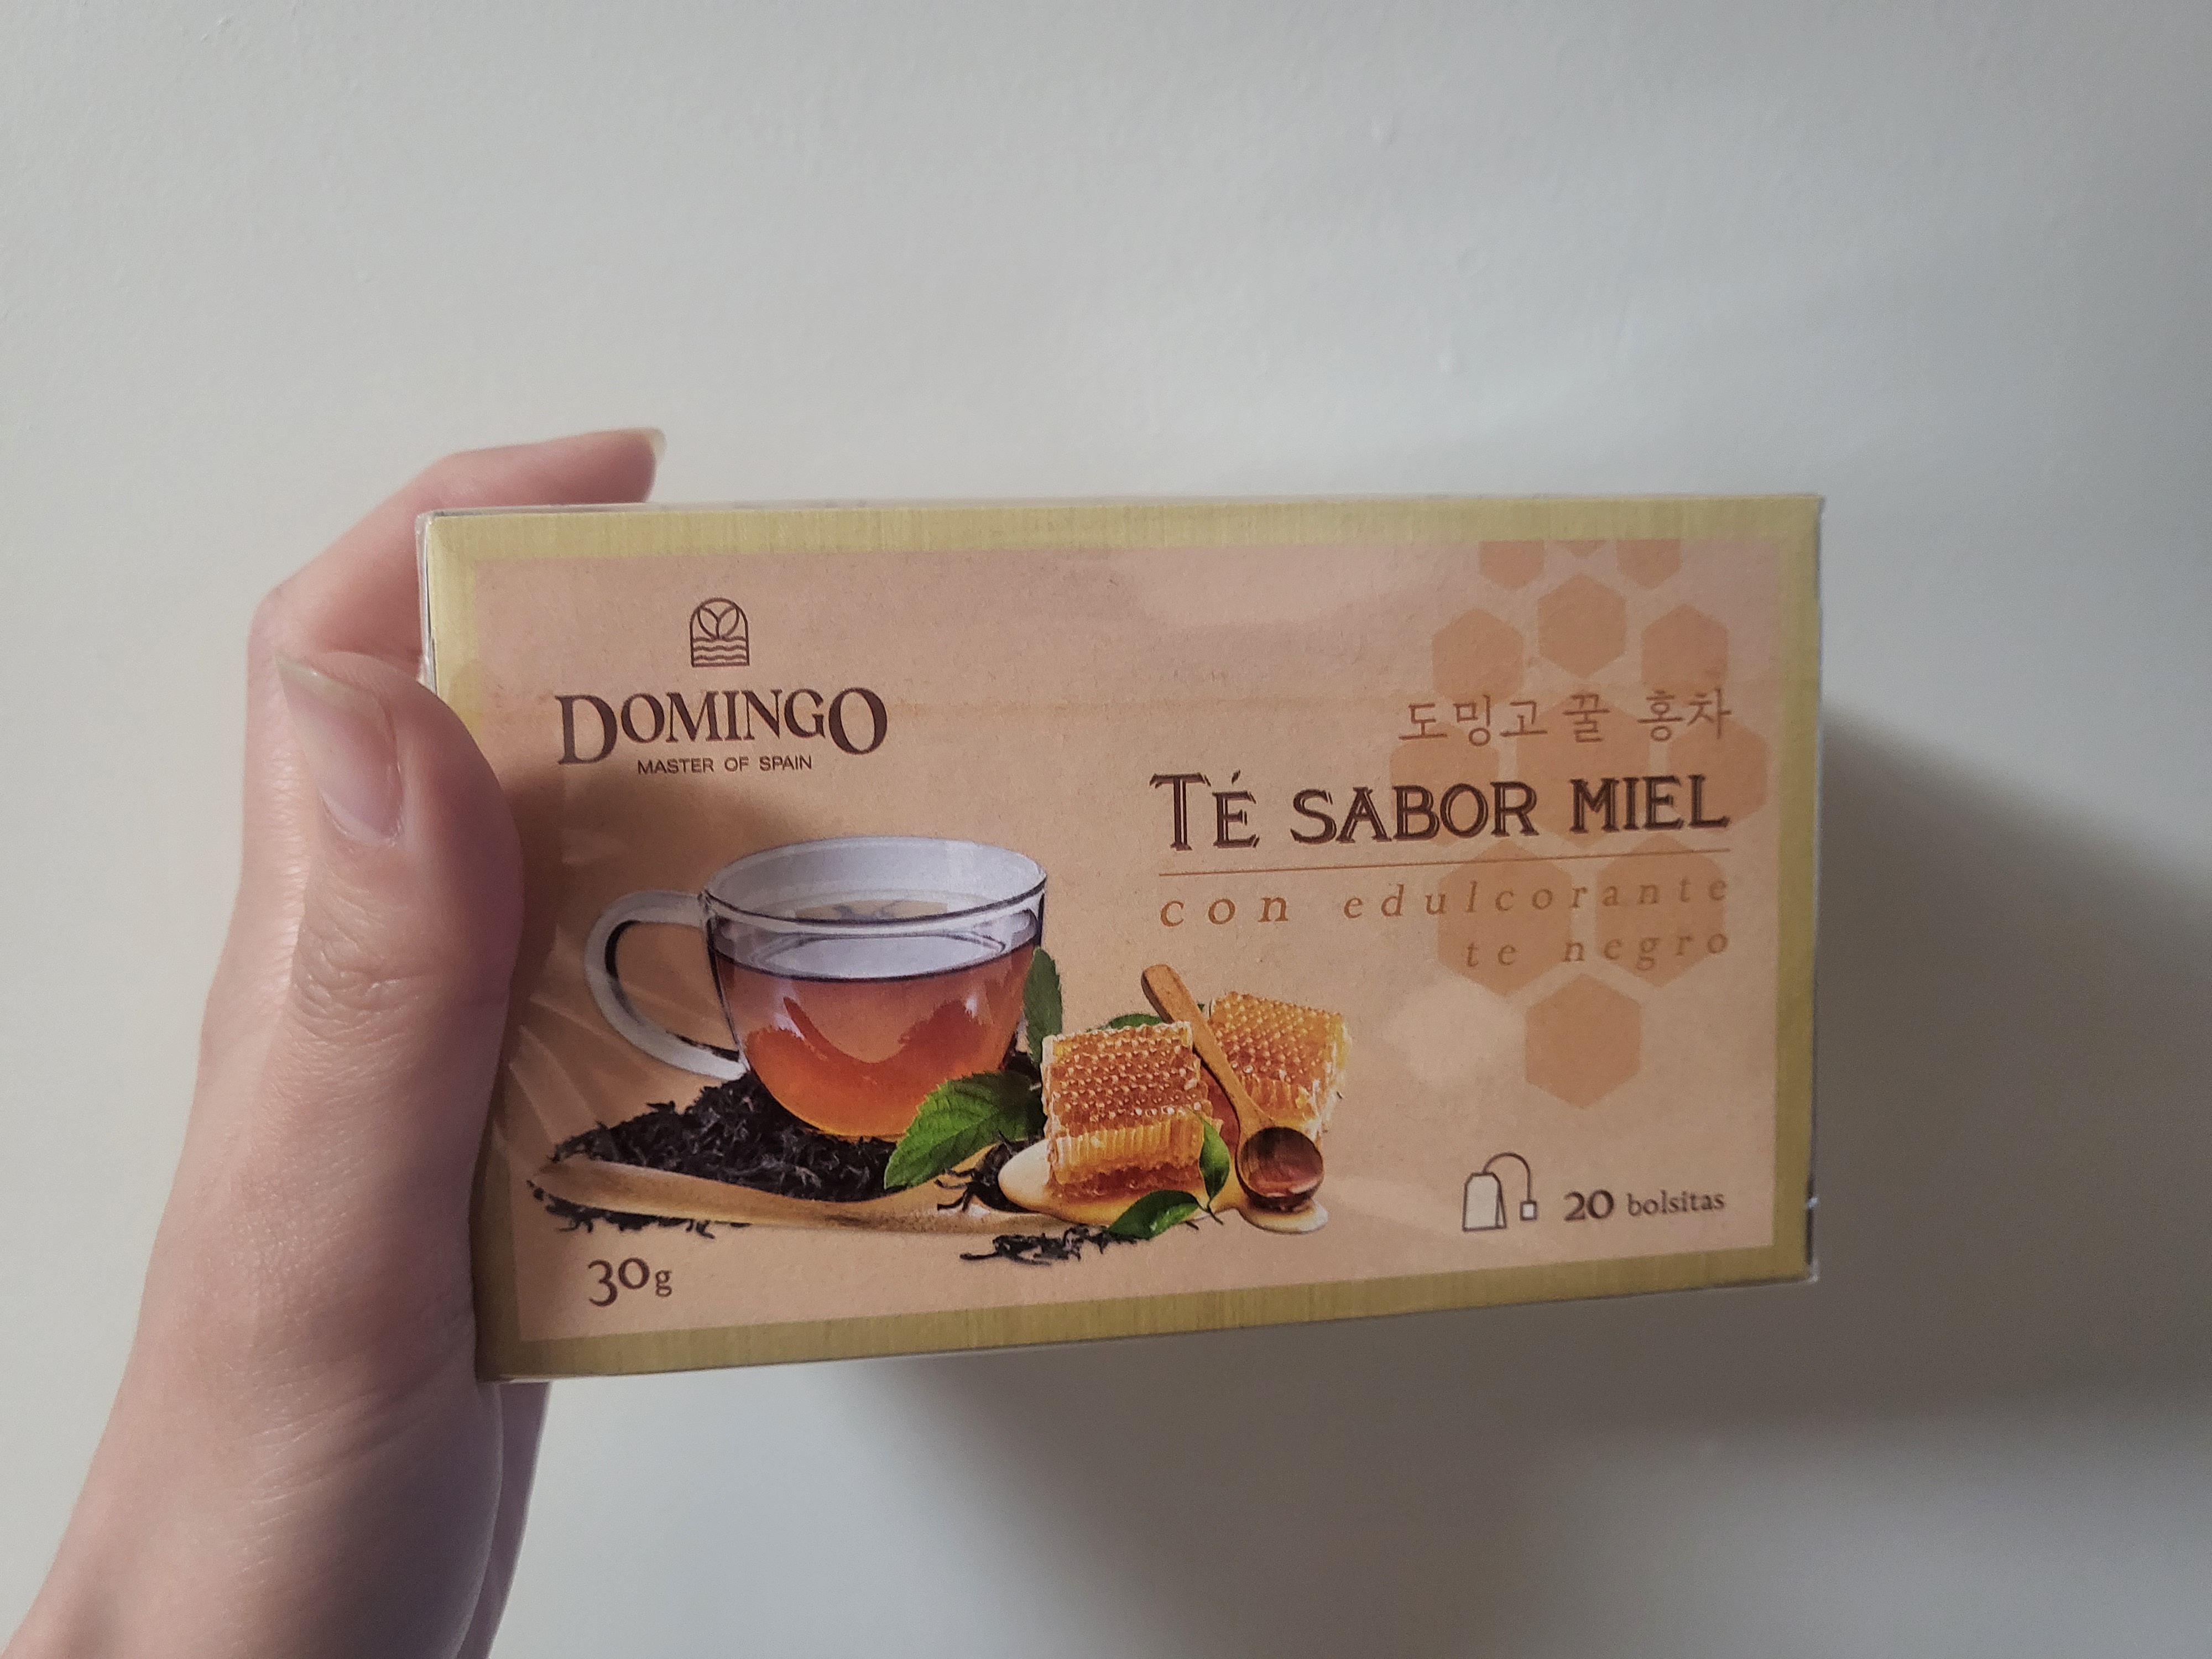 DOMINGO
MASTER OF SPAIN
도밍고 꿀 홍차
TÉ SABOR MIEL
con edulcorante
te negro
20 bolsitas
30g